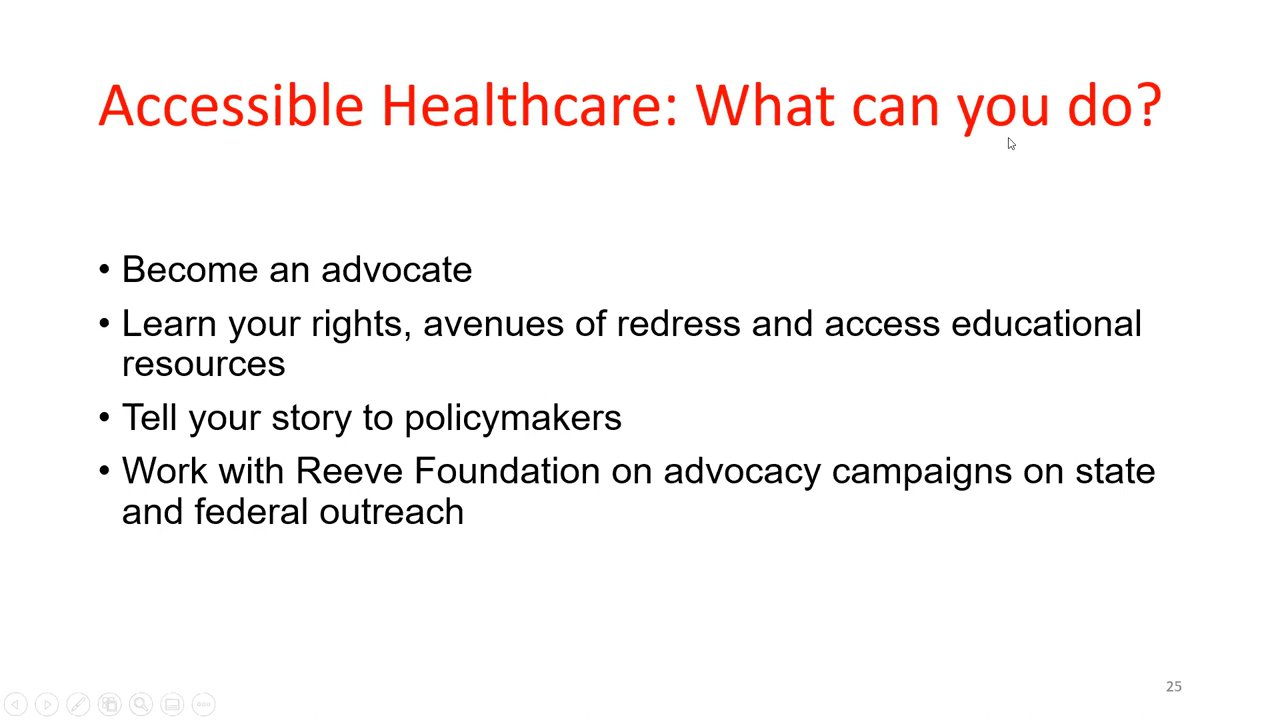 Accessible Healthcare: What can you do?
• Become an advocate
• Learn your rights, avenues of redress and access educational
resources
• Tell your story to policymakers
• Work with Reeve Foundation on advocacy campaigns on state
and federal outreach
25